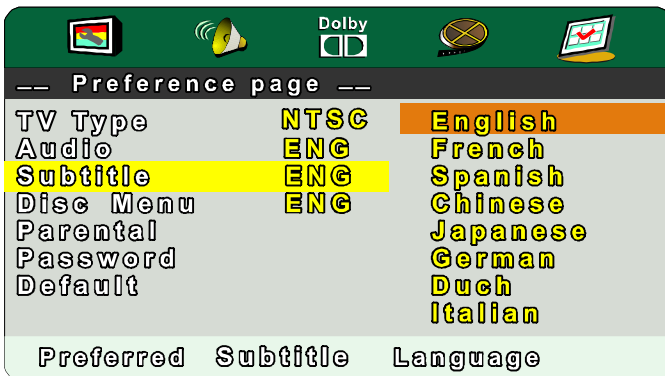 Dolby
-- Preference page --
TV Type NTSC English
Audio ENG French
Subtitle ENG Spanish
Disc Menu ENG Chinese
Parental Japanese
Password German
Default Duch
Italian
Preferred Subtitle Language